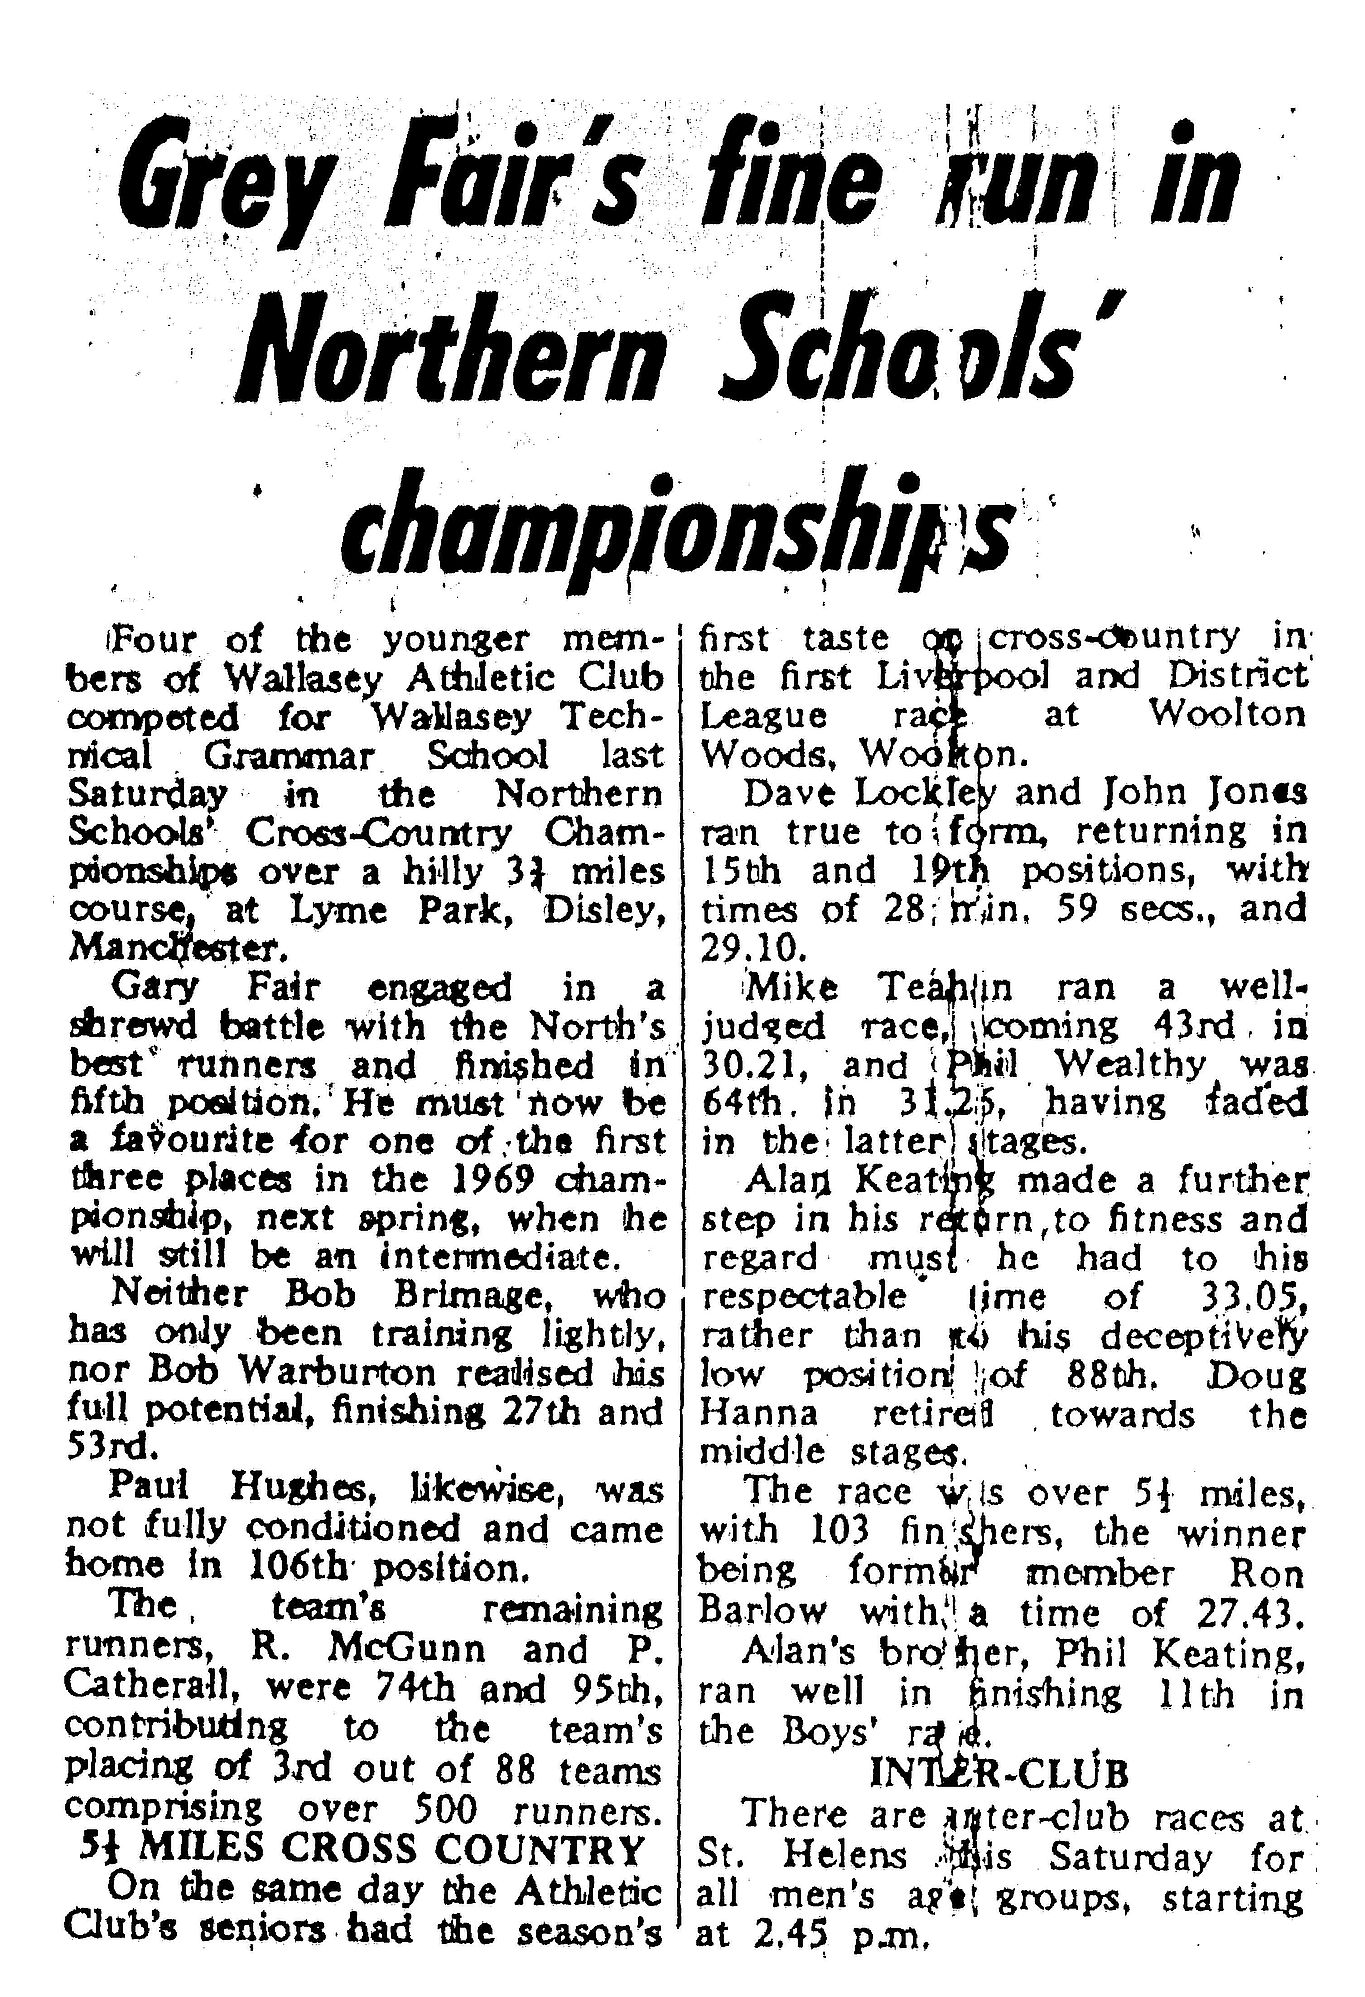 Grey Fair's fine run in
Northern Schools'
championships
Four of the younger mem-
bers of Wallasey Athletic Club
competed for Wallasey Tech-
nical Grammar School last
Saturday in the Northern
Schools' Cross-Country Cham-
pionships over a hilly 3¾ miles
course, at Lyme Park, Disley,
Manchester.
Gary Fair engaged in a
shrewd battle with the North's
best runners and finished in
fifth position. He must now be
a favourite for one of the first
three places in the 1969 cham-
pionship, next spring, when he
will still be an intermediate.
Neither Bob Brimage, who
has only been training lightly,
nor Bob Warburton realised his
full potential, finishing 27th and
53rd.
Paul Hughes, likewise, was
not fully conditioned and came
home in 106th position.
The team's remaining
runners, R. McGunn and P.
Catherall, were 74th and 95th,
contributing to the team's
placing of 3rd out of 88 teams
comprising over 500 runners.
MILES CROSS COUNTRY
On the same day the Athletic
Club's seniors had the season's
first taste of cross-country in
the first Liverpool and District
League race at Woolton
Woods, Woolton.
Dave Lockley and John Jones
ran true to form, returning in
15th and 19th positions, with
times of 28 min. 59 secs., and
29.10.
Mike Teahan ran a well-
judged race, coming 43rd in
30.21, and Phil Wealthy was
64th in 31.25, having faded
in the latter stages.
Alan Keating made a further
step in his return to fitness and
regard must he had to his
respectable time of 33.05,
rather than to his deceptively
low position of 88th. Doug
Hanna retired towards the
middle stages.
The race was over miles,
with 103 finishers, the winner
being former member Ron
Barlow with a time of 27.43.
Alan's brother, Phil Keating,
ran well in finishing 11th in
the Boys' race.
INTER-CLUB
There are inter-club races at
St. Helens this Saturday for
all men's age groups, starting
at 2.45 p.m.